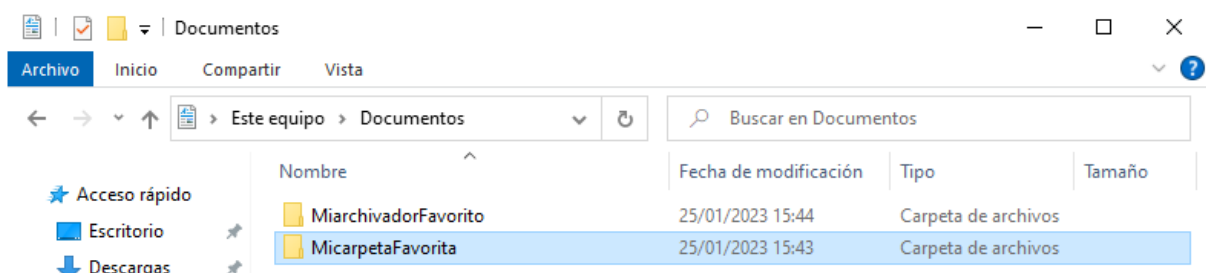 Documentos
Archivo Inicio Compartir Vista
Este equipo > Documentos Buscar en Documentos
Nombre Fecha de modificación Tipo Tamaño
Acceso rápido
MiarchivadorFavorito 25/01/2023 15:44 Carpeta de archivos
Escritorio
MicarpetaFavorita 25/01/2023 15:43 Carpeta de archivos
Descargas